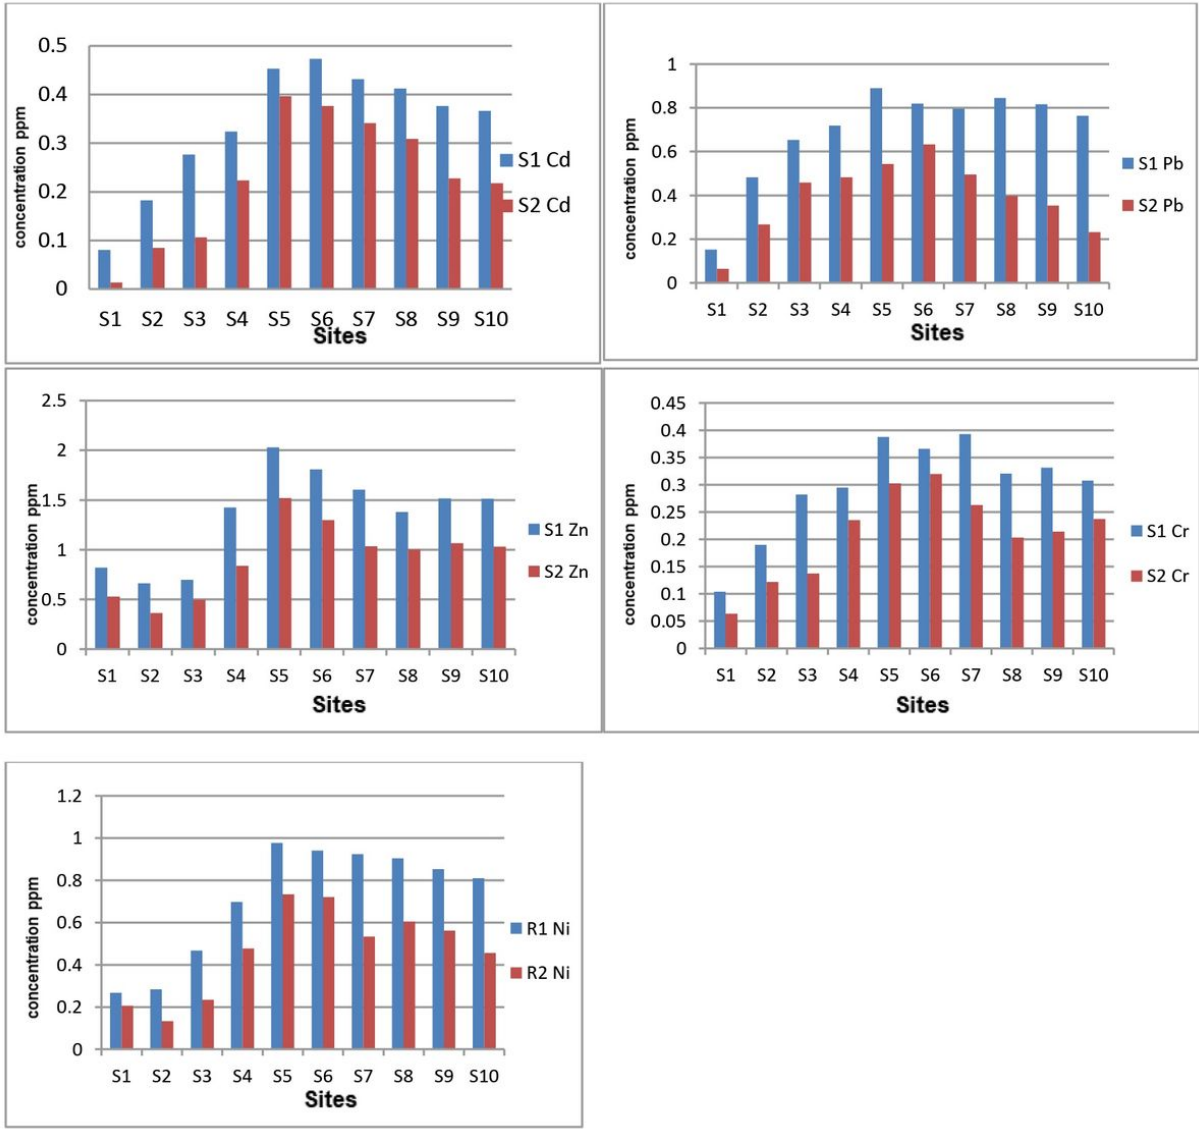 concentration ppm
0.5
0.4
0.3
0.2
0.1
0
S1 S2 S3 S4 S5 S6 S7 S8 S9 S10
Sites
S1 Cd
S2 Cd
concentration ppm
1
0.8
0.6
0.4
0.2
0
S1 S2 S3 S4 S5 S6 S7 S8 S9 S10
Sites
S1 Pb
S2 Pb
concentration ppm
2.5
2
1.5
1
0.5
0
S1 S2 S3 S4 S5 S6 S7 S8 S9 S10
Sites
S1 Zn
S2 Zn
concentration ppm
0.45
0.4
0.35
0.3
0.25
0.2
0.15
0.1
0.05
0
S1 S2 S3 S4 S5 S6 S7 S8 S9 S10
Sites
S1 Cr
S2 Cr
concentration ppm
1.2
1
0.8
0.6
0.4
0.2
0
S1 S2 S3 S4 S5 S6 S7 S8 S9 S10
Sites
R1 Ni
R2 Ni